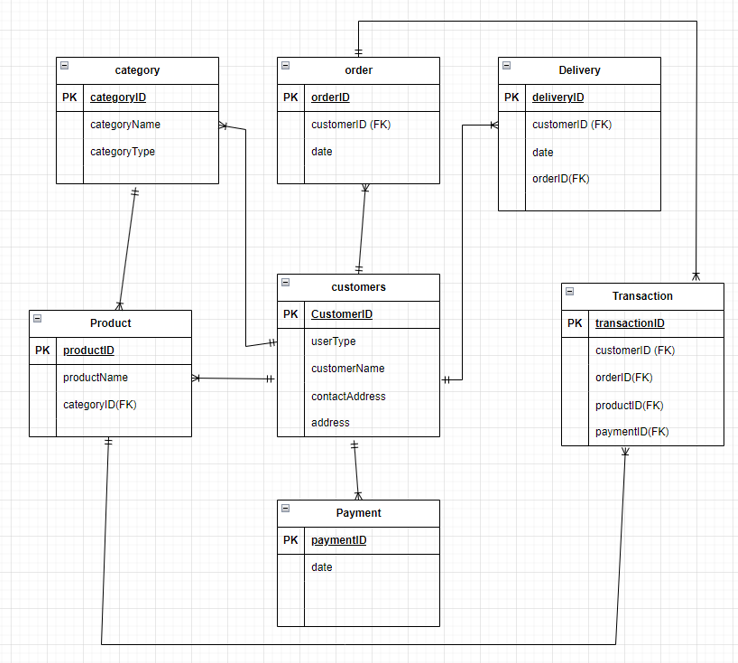 category
PK categoryID
categoryName
categoryType
order
PK orderID
customerID (FK)
date
Delivery
PK deliveryID
customerID (FK)
date
orderID(FK)
Product
PK productID
productName
categoryID(FK)
customers
PK CustomerID
userType
customerName
contactAddress
address
Transaction
PK transactionID
customerID (FK)
orderID(FK)
productID(FK)
paymentID(FK)
Payment
PK paymentID
date